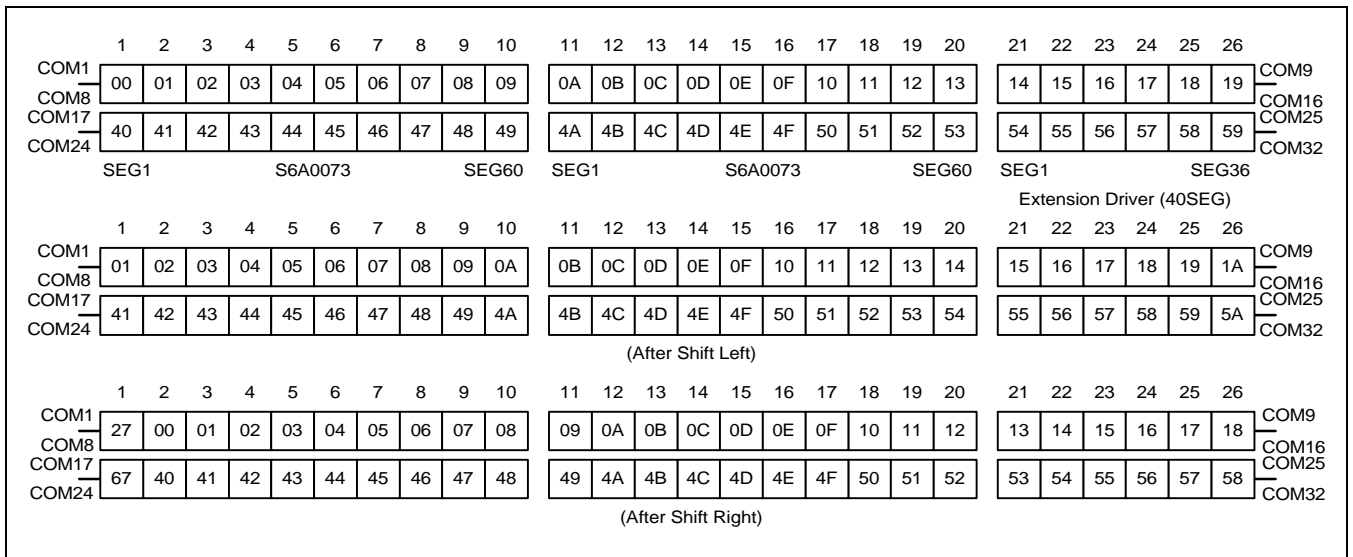 1 2 3 4 5 6 7 8 9 10 11 12 13 14 15 16 17 18 19 20 21 22 23 24 25 26
COM1 COM9
00 01 02 03 04 05 06 07 08 09 0A 0B 0C 0D 0E 0F 10 11 12 13 14 15 16 17 18 19
COM8 COM16
COM17 COM25
40 41 42 43 44 45 46 47 48 49 4A 4B 4C 4D 4E 4F 50 51 52 53 54 55 56 57 58 59
COM24 COM32
SEG1 S6A0073 SEG60 SEG1 S6A0073 SEG60 SEG1 SEG36
Extension Driver (40SEG)
1 2 3 4 5 6 7 8 9 10 11 12 13 14 15 16 17 18 19 20 21 22 23 24 25 26
COM1 COM9
01 02 03 04 05 06 07 08 09 0A 0B 0C 0D 0E 0F 10 11 12 13 14 15 16 17 18 19 1A
COM8 COM16
COM17 COM25
41 42 43 44 45 46 47 48 49 4A 4B 4C 4D 4E 4F 50 51 52 53 54 55 56 57 58 59 5A
COM24 COM32
(After Shift Left)
1 2 3 4 5 6 7 8 9 10 11 12 13 14 15 16 17 18 19 20 21 22 23 24 25 26
COM1 COM9
27 00 01 02 03 04 05 06 07 08 09 0A 0B 0C 0D 0E 0F 10 11 12 13 14 15 16 17 18
COM8 COM16
COM17 COM25
67 40 41 42 43 44 45 46 47 48 49 4A 4B 4C 4D 4E 4F 50 51 52 53 54 55 56 57 58
COM24 COM32
(After Shift Right)